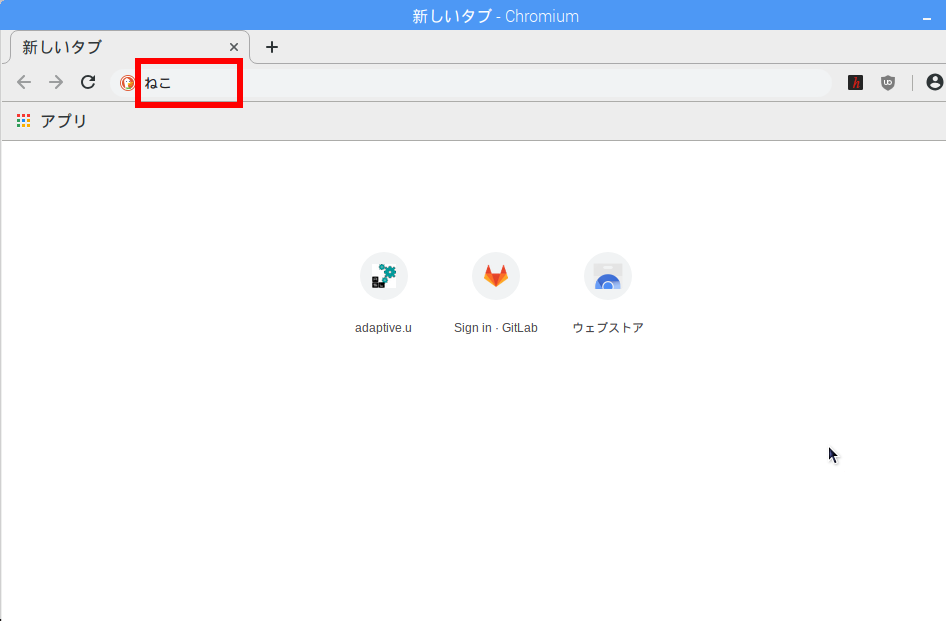 新しいタブ - Chromium
新しいタブ
ねこ
アプリ
adaptive.u
Sign in · GitLab
ウェブストア